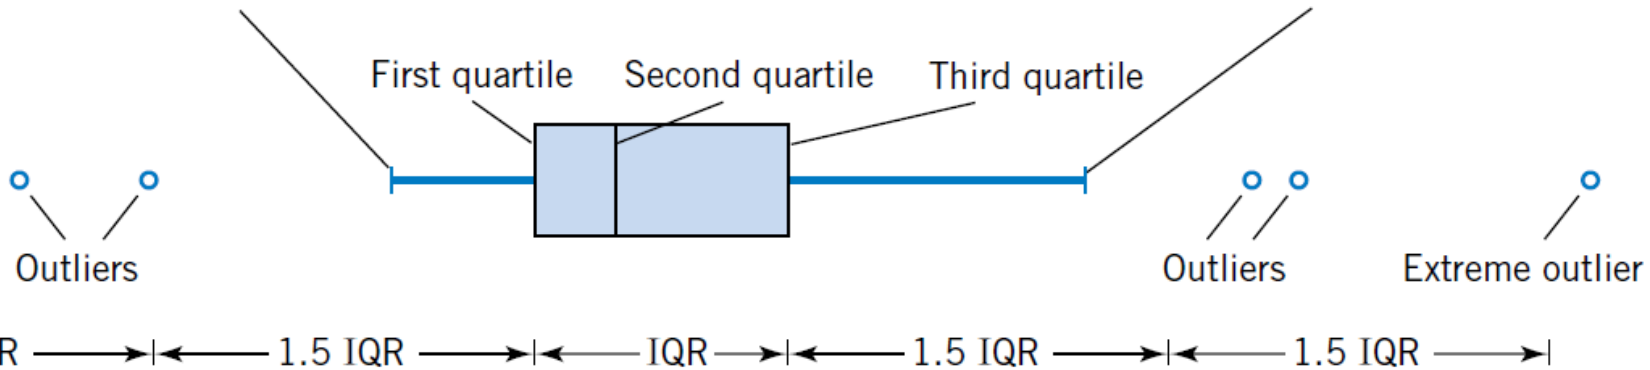 First quartile
Second quartile
Third quartile
Outliers
Outliers
Extreme outlier
R
1.5 IQR
IQR
1.5 IQR
1.5 IQR